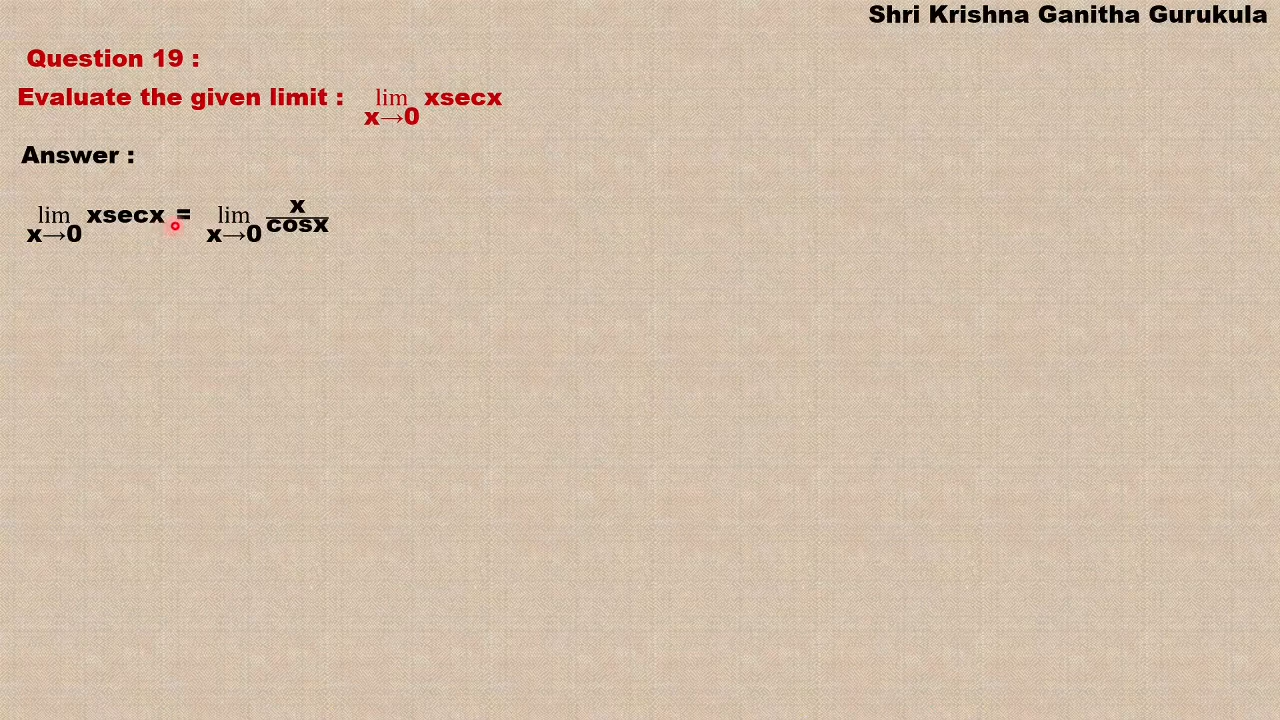 Shri Krishna Ganitha Gurukula
Question 19 :
Evaluate the given limit : lim xsecx
x→0
Answer :
lim xsecx = lim x/cosx
x→0 x→0